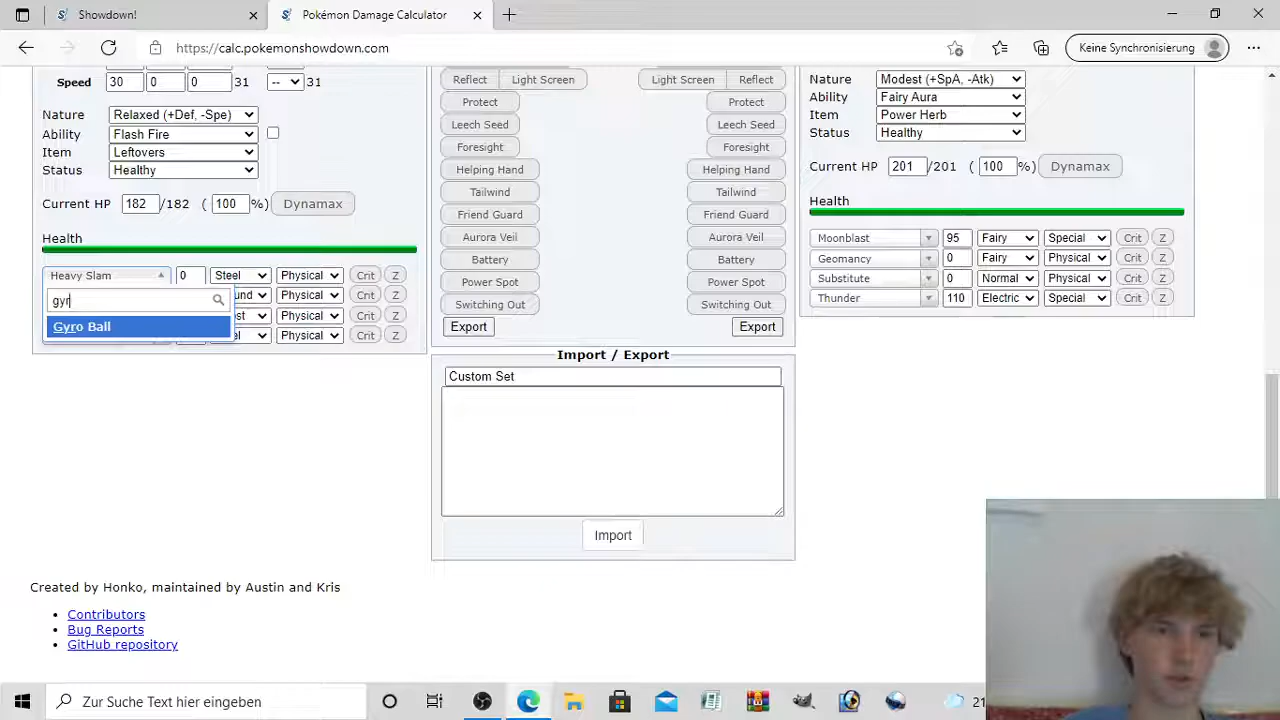 Showdown!
Pokémon Damage Calculator
https://calc.pokemonshowdown.com
Keine Synchronisierung
Speed 30 0 0 31 -- 31
Nature Relaxed (+Def, -Spe)
Ability Flash Fire
Item Leftovers
Status Healthy
Current HP 182 /182 ( 100 %) Dynamax
Health
Heavy Slam 0 Steel Physical Crit Z
gyr
und Physical Crit Z
Gyro Ball
st Physical Crit Z
al Physical Crit Z
Reflect Light Screen Light Screen Reflect
Protect Protect
Leech Seed Leech Seed
Foresight Foresight
Helping Hand Helping Hand
Tailwind Tailwind
Friend Guard Friend Guard
Aurora Veil Aurora Veil
Battery Battery
Power Spot Power Spot
Switching Out Switching Out
Export Export
Import / Export
Custom Set
Import
Nature Modest (+SpA, -Atk)
Ability Fairy Aura
Item Power Herb
Status Healthy
Current HP 201 /201 ( 100 %) Dynamax
Health
Moonblast 95 Fairy Special Crit Z
Geomancy 0 Fairy Physical Crit Z
Substitute 0 Normal Physical Crit Z
Thunder 110 Electric Special Crit Z
Created by Honko, maintained by Austin and Kris
• Contributors
• Bug Reports
• GitHub repository
Zur Suche Text hier eingeben
21